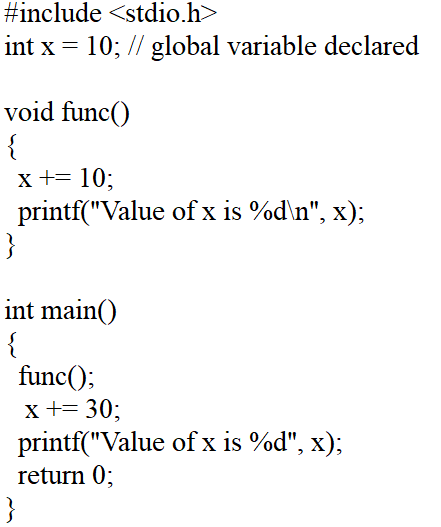 #include <stdio.h>
int x = 10; // global variable declared

void func()
{
  x += 10;
  printf("Value of x is %d\n", x);
}

int main()
{
  func();
   x += 30;
  printf("Value of x is %d", x);
  return 0;
}